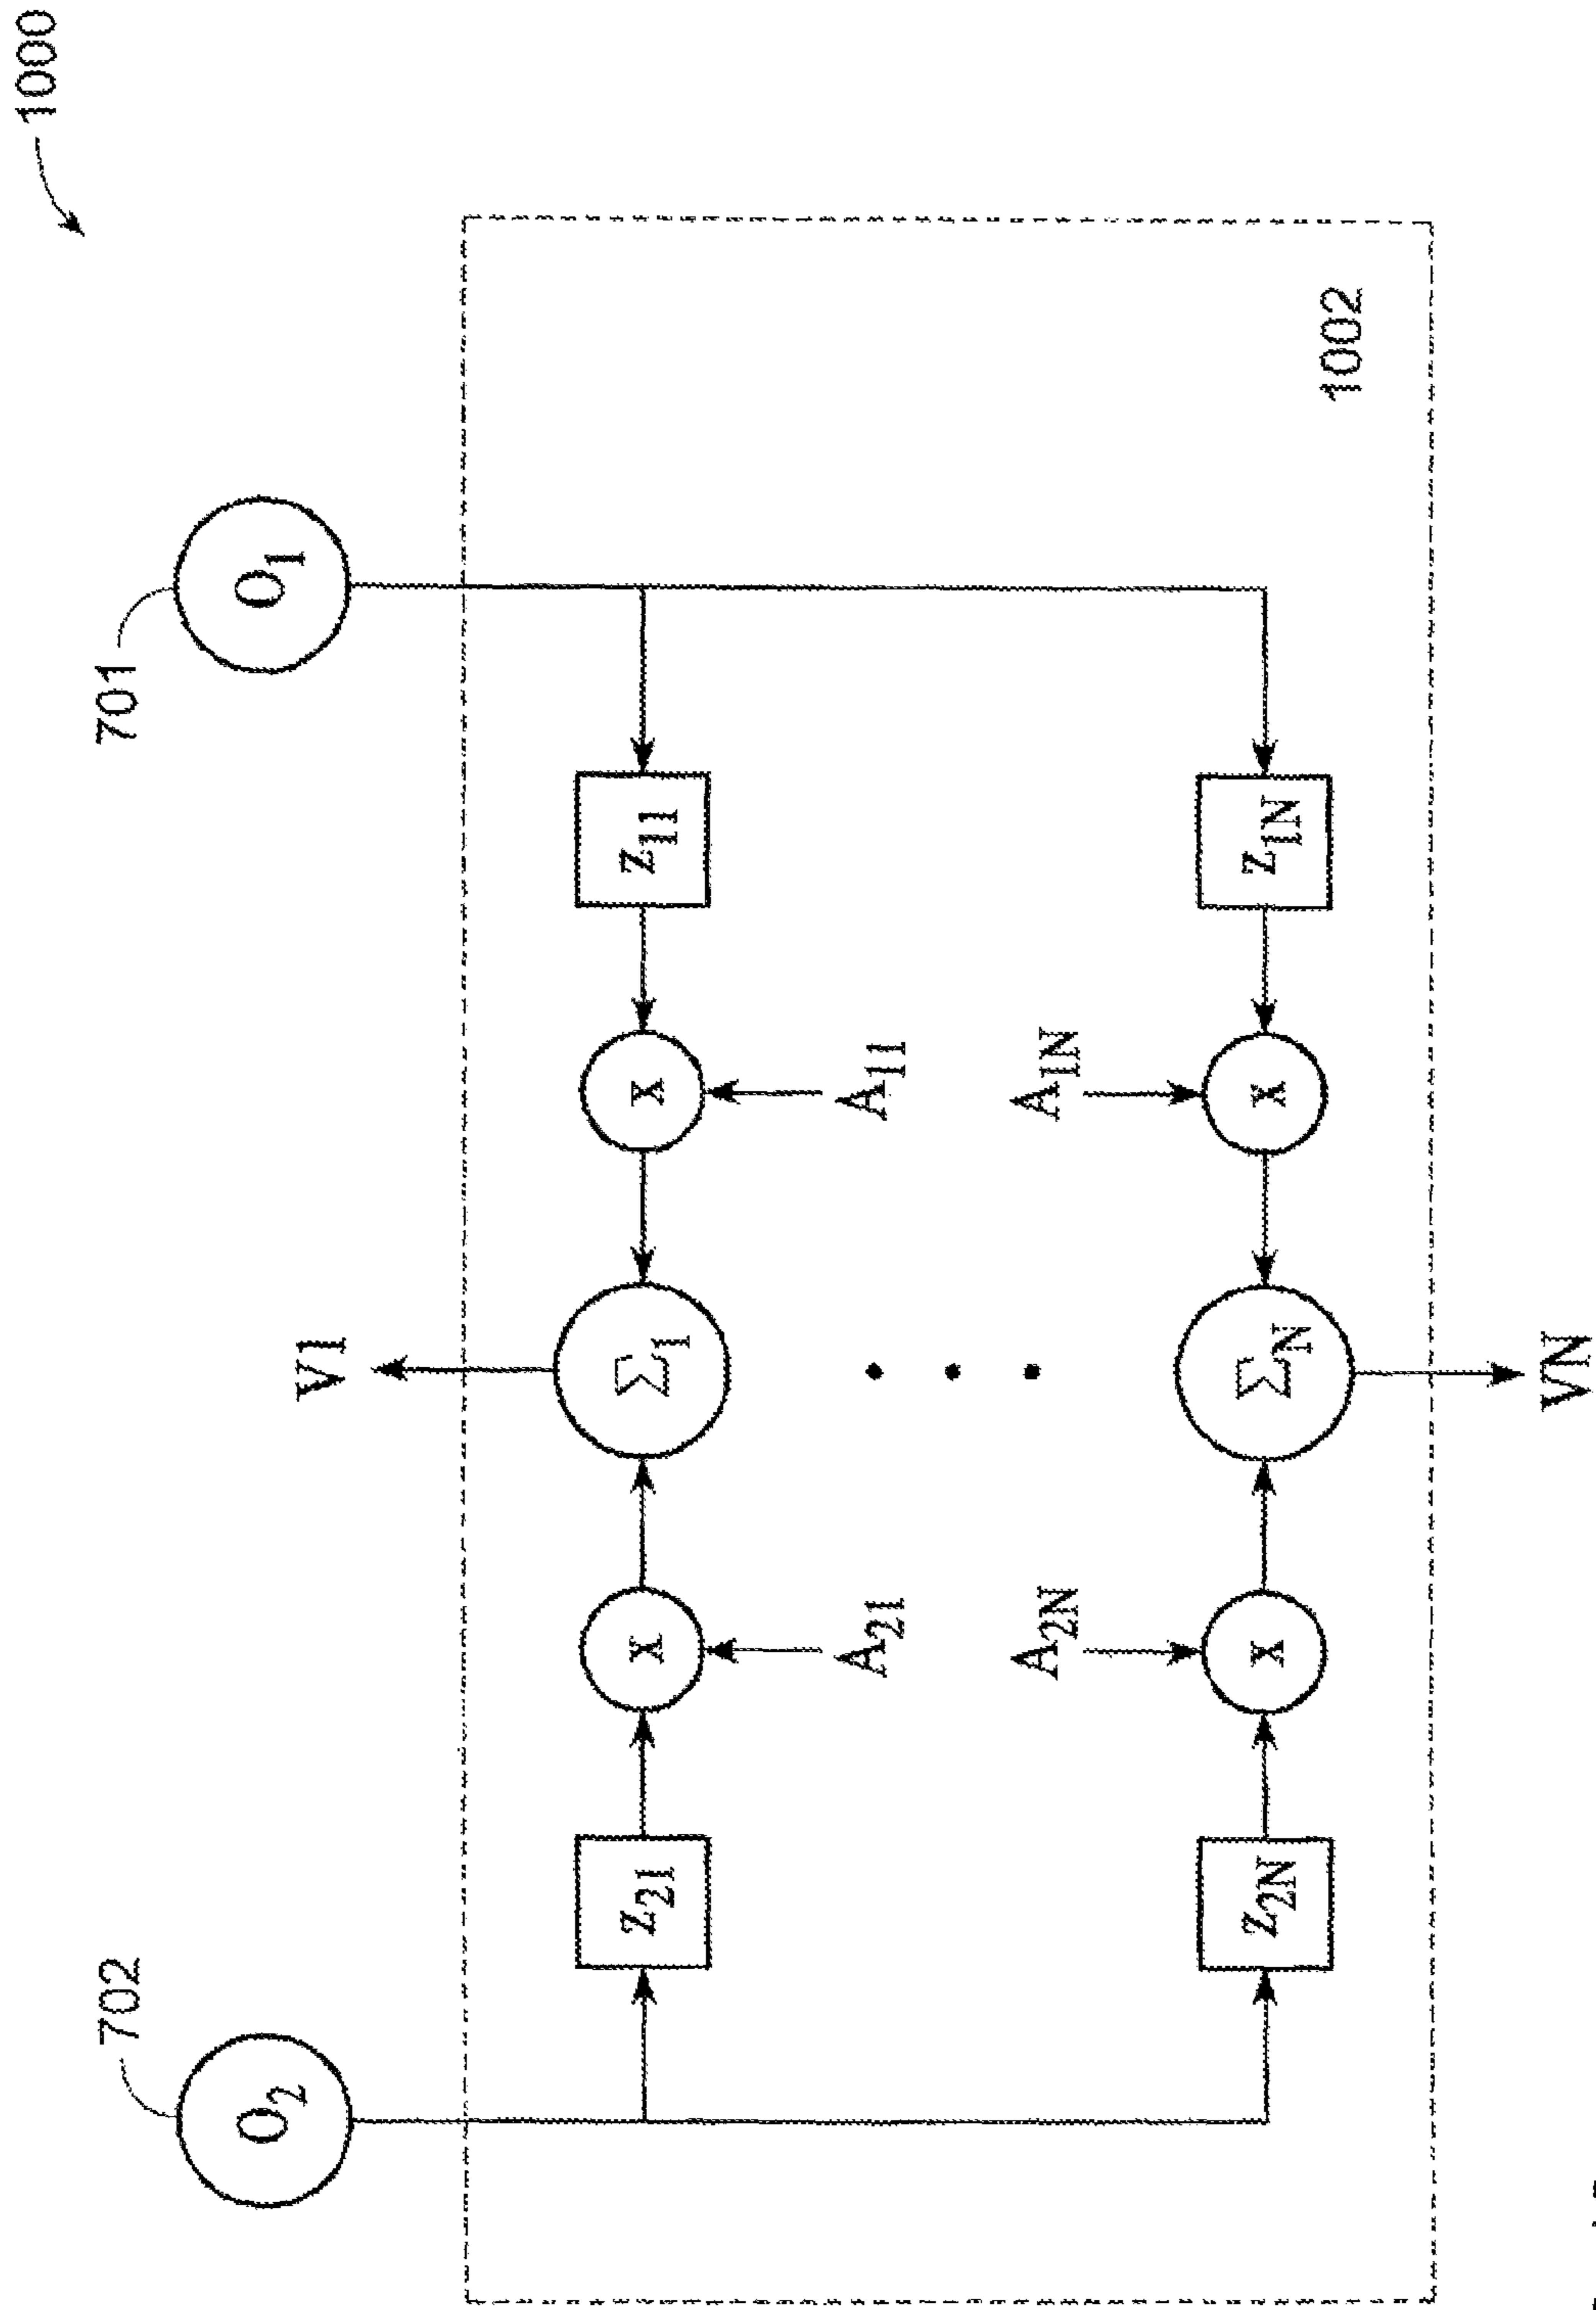 1000
702
701
O₂
O₁
V1
z₂₁
x
Σ₁
x
z₁₁
A₂₁
A₁₁
A₂N
A₁N
z₂N
x
ΣN
x
z₁N
1002
VN